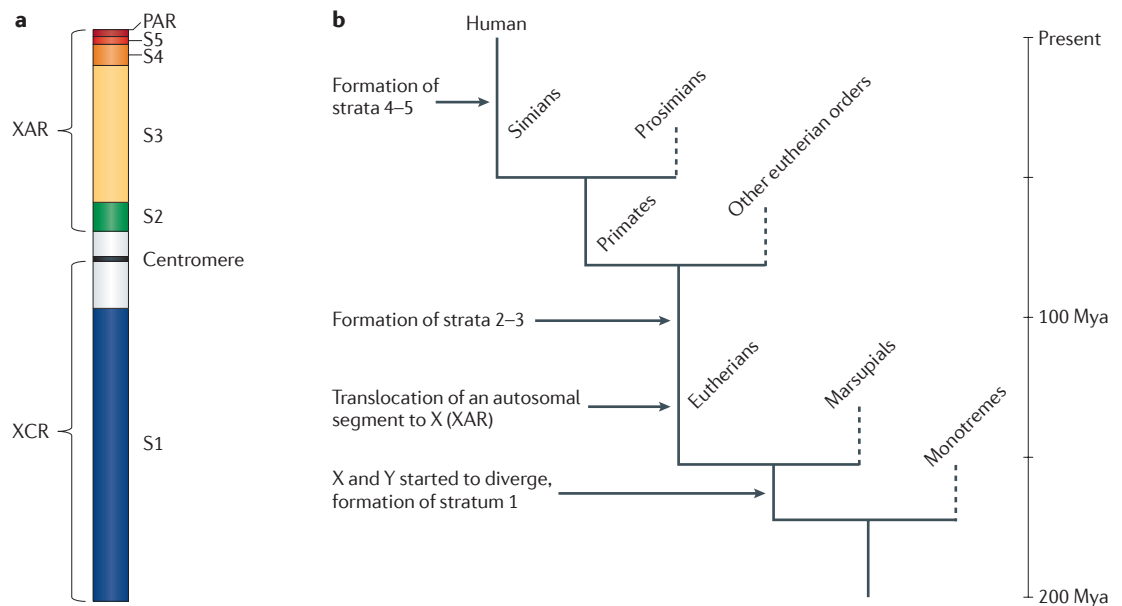 a
PAR
S5
S4
XAR
S3
S2
Centromere
XCR
S1
b
Human
Present
Formation of
strata 4–5
Simians
Prosimians
Primates
Other eutherian orders
Formation of strata 2–3
100 Mya
Eutherians
Marsupials
Translocation of an autosomal
segment to X (XAR)
Monotremes
X and Y started to diverge,
formation of stratum 1
200 Mya